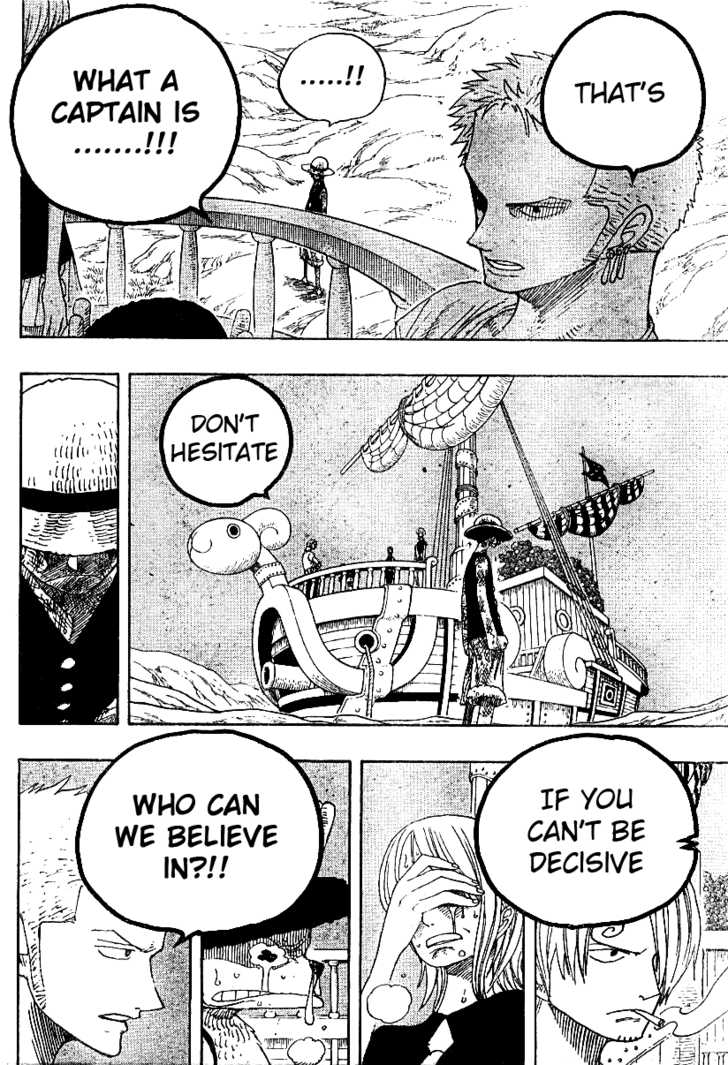 THAT'S
.....!!
WHAT A
CAPTAIN IS
.......!!!
DON'T
HESITATE
IF YOU
CAN'T BE
DECISIVE
WHO CAN
WE BELIEVE
IN?!!